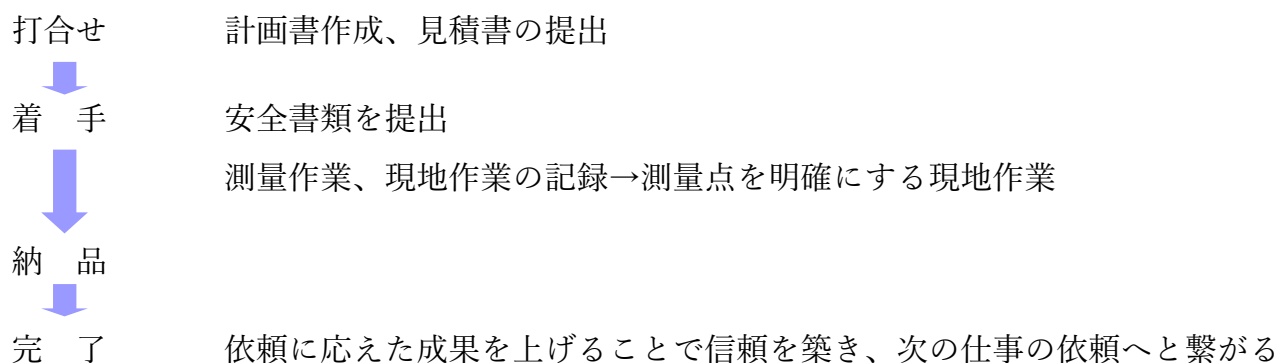 打合せ 計画書作成、見積書の提出
着　手 安全書類を提出
測量作業、現地作業の記録→測量点を明確にする現地作業
納　品
完　了 依頼に応えた成果を上げることで信頼を築き、次の仕事の依頼へと繋がる